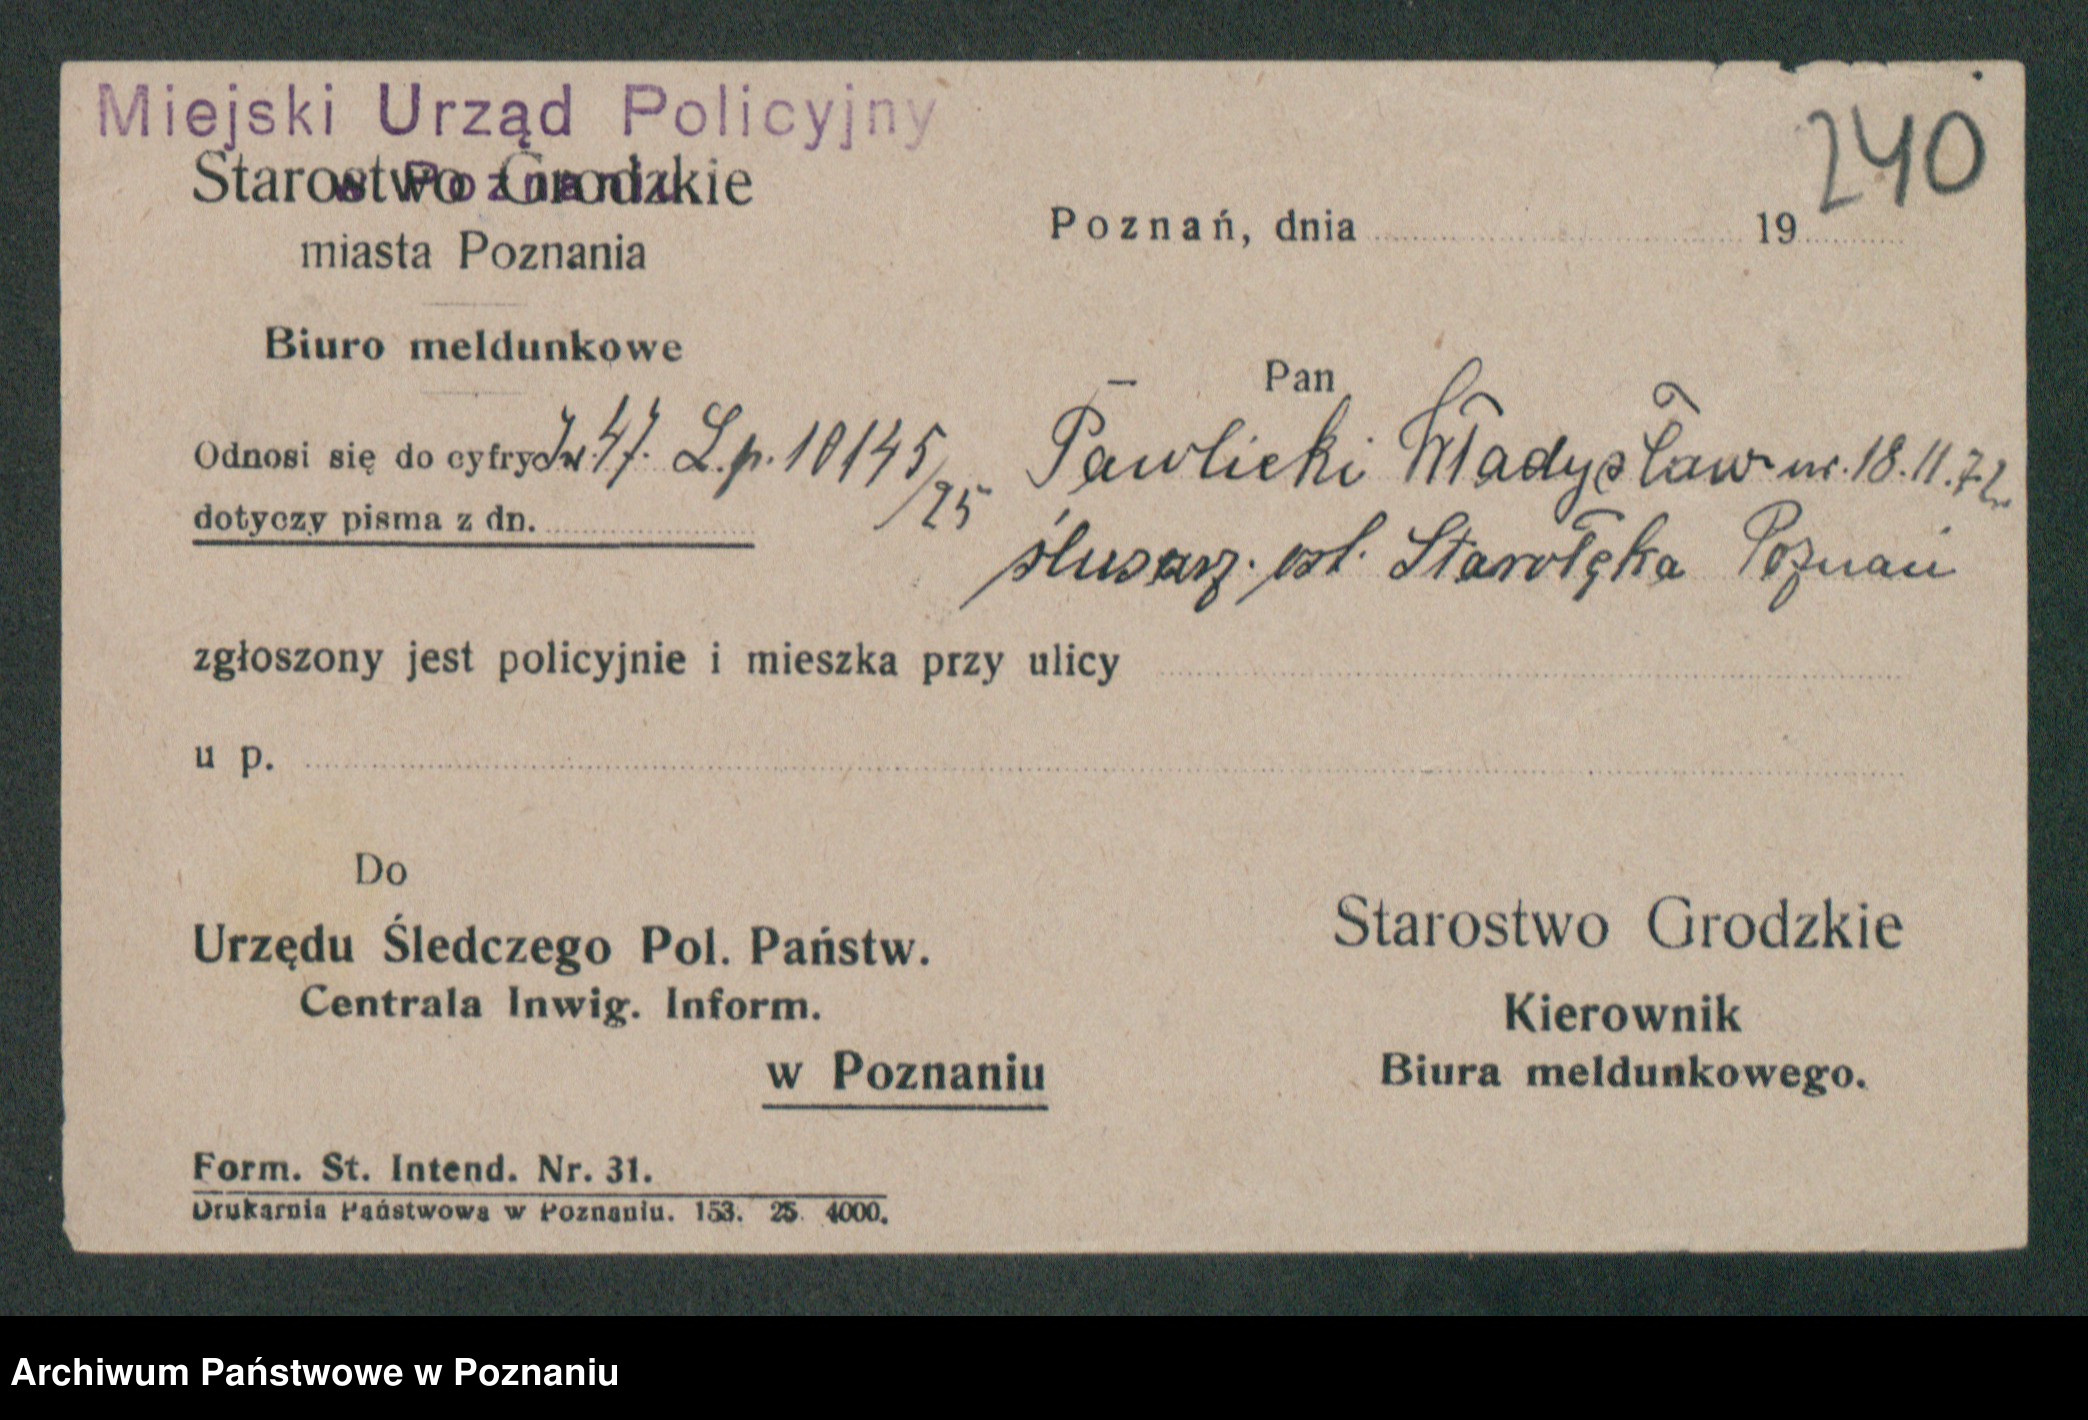 Miejski Urząd Policyjny
240
w Poznaniu.
Starostwo Grodzkie
miasta Poznania
Poznań, dnia 19
Biuro meldunkowe
Pan
Odnosi się do cyfry 47. L.p. 10145/25
Pawlicki Władysław ur. 18.11.72.
dotyczy pisma z dn.
ślusarz. ost. Starołęka Poznań
zgłoszony jest policyjnie i mieszka przy ulicy
u p.
Do
Urzędu Śledczego Pol. Państw.
Centrala Inwig. Inform.
w Poznaniu
Starostwo Grodzkie
Kierownik
Biura meldunkowego.
Form. St. Intend. Nr. 31.
Drukarnia Państwowa w Poznaniu. 153. 25. 4000.
Archiwum Państwowe w Poznaniu